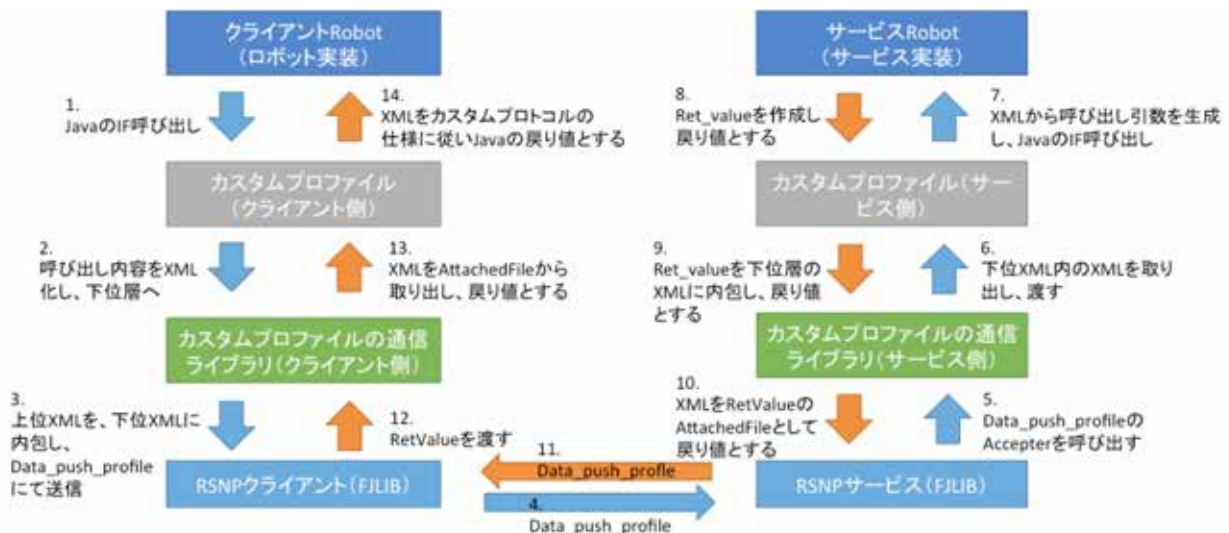 クライアントRobot
（ロボット実装）
サービスRobot
（サービス実装）
1.
JavaのIF呼び出し
14.
XMLをカスタムプロトコルの
仕様に従いJavaの戻り値とする
8.
Ret_valueを作成し
戻り値とする
7.
XMLから呼び出し引数を生成
し、JavaのIF呼び出し
カスタムプロファイル
（クライアント側）
カスタムプロファイル（サー
ビス側）
2.
呼び出し内容をXML
化し、下位層へ
13.
XMLをAttachedFileから
取り出し、戻り値とする
9.
Ret_valueを下位層の
XMLに内包し、戻り値
とする
6.
下位XML内のXMLを取り
出し、渡す
カスタムプロファイルの通信
ライブラリ（クライアント側）
カスタムプロファイルの通信
ライブラリ（サービス側）
3.
上位XMLを、下位XMLに
内包し、
Data_push_profile
にて送信
12.
RetValueを渡す
10.
XMLをRetValueの
AttachedFileとして
戻り値とする
5.
Data_push_profileの
Accepterを呼び出す
11.
Data_push_profle
RSNPクライアント（FJLIB）
RSNPサービス（FJLIB）
4.
Data_push_profile